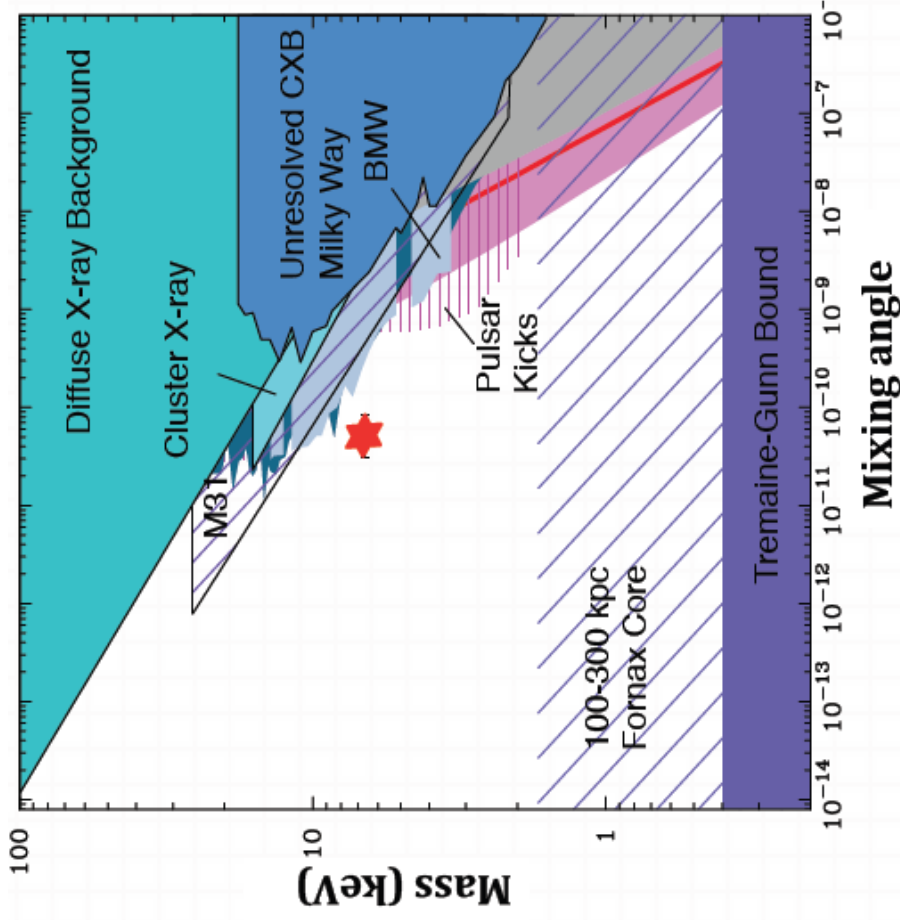 Diffuse X-ray Background
Cluster X-ray
Unresolved CXB
Milky Way
BMW
M31
Pulsar
Kicks
100-300 kpc
Fornax Core
Tremaine-Gunn Bound
Mass (keV)
100
10
1
10⁻¹⁴
10⁻¹³
10⁻¹²
10⁻¹¹
10⁻¹⁰
10⁻⁹
10⁻⁸
10⁻⁷
10⁻
Mixing angle